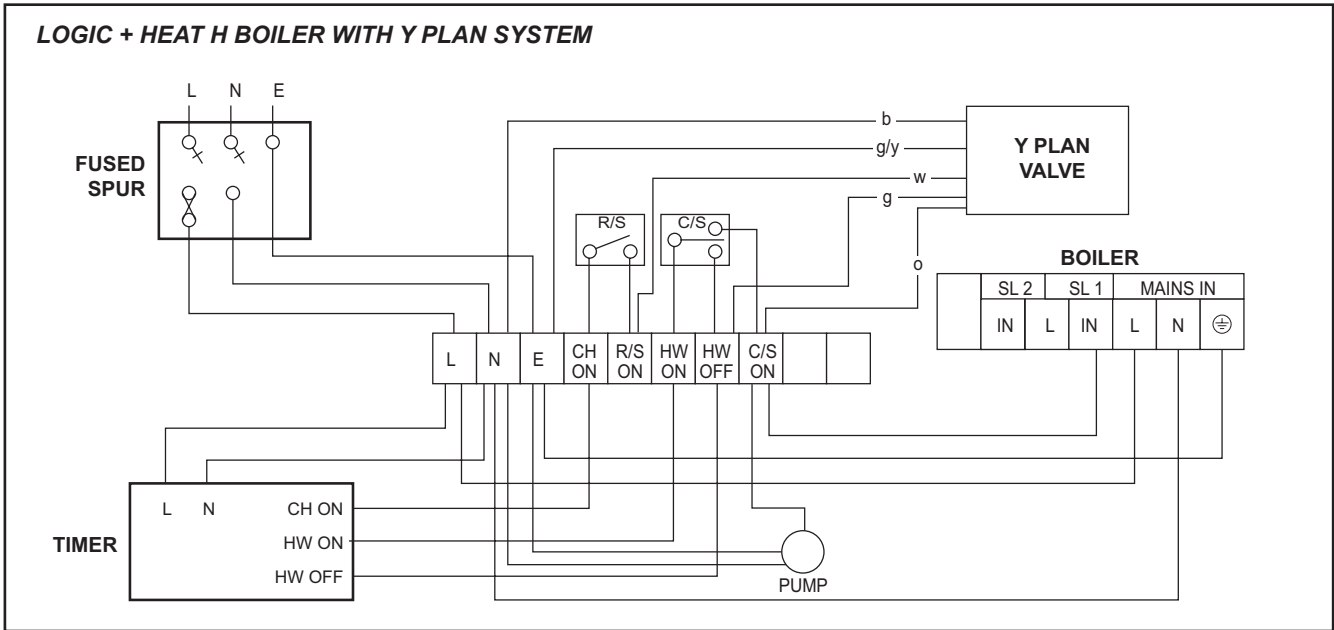 LOGIC + HEAT H BOILER WITH Y PLAN SYSTEM
L N E
FUSED
SPUR
b
g/y
w
g
o
Y PLAN
VALVE
R/S
C/S
BOILER
SL 2 SL 1 MAINS IN
IN L IN L N
L N E CH ON R/S ON HW ON HW OFF C/S ON
TIMER
L N CH ON
HW ON
HW OFF
PUMP